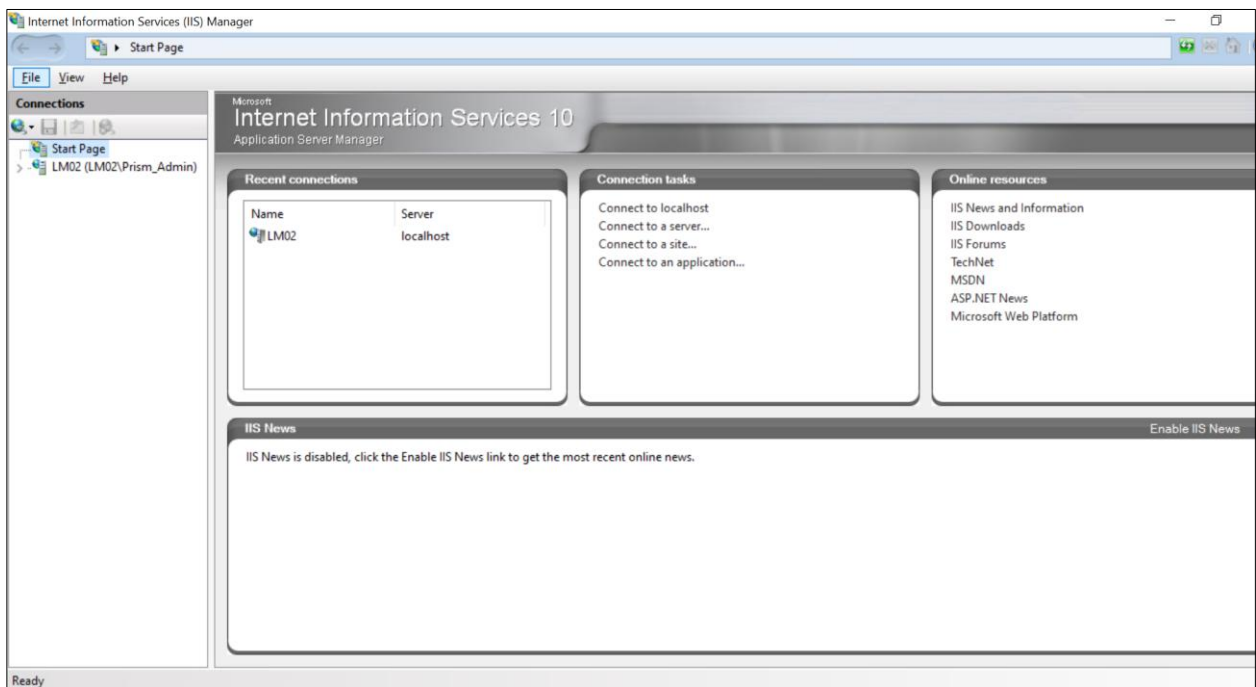 Internet Information Services (IIS) Manager
Start Page
File View Help
Connections
Start Page
LM02 (LM02\Prism_Admin)
Microsoft
Internet Information Services 10
Application Server Manager
Recent connections
Name Server
LM02 localhost
Connection tasks
Connect to localhost
Connect to a server...
Connect to a site...
Connect to an application...
Online resources
IIS News and Information
IIS Downloads
IIS Forums
TechNet
MSDN
ASP.NET News
Microsoft Web Platform
IIS News Enable IIS News
IIS News is disabled, click the Enable IIS News link to get the most recent online news.
Ready